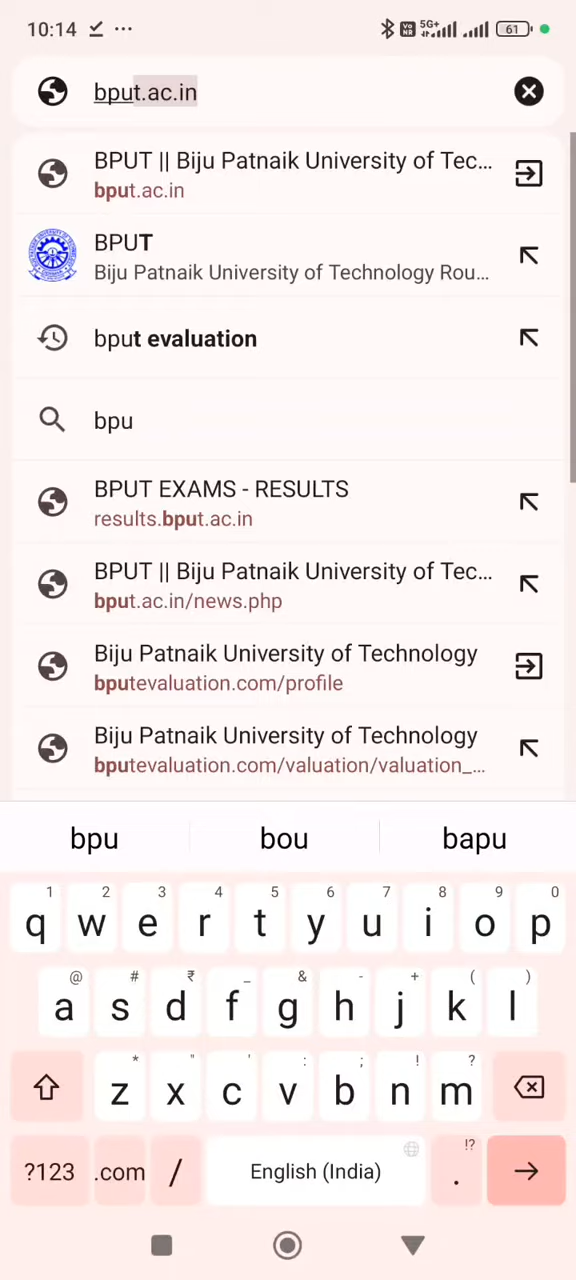 10:14 ... Vo NR 5G+ 61
bput.ac.in
BPUT || Biju Patnaik University of Tec...
bput.ac.in
BPUT
Biju Patnaik University of Technology Rou...
bput evaluation
bpu
BPUT EXAMS - RESULTS
results.bput.ac.in
BPUT || Biju Patnaik University of Tec...
bput.ac.in/news.php
Biju Patnaik University of Technology
bputevaluation.com/profile
Biju Patnaik University of Technology
bputevaluation.com/valuation/valuation_...
bpu bou bapu
1 2 3 4 5 6 7 8 9 0
q w e r t y u i o p
@ # ₹ _ & - + ( )
a s d f g h j k l
* " ' : ; ! ?
z x c v b n m
!?
?123 .com / English (India) .